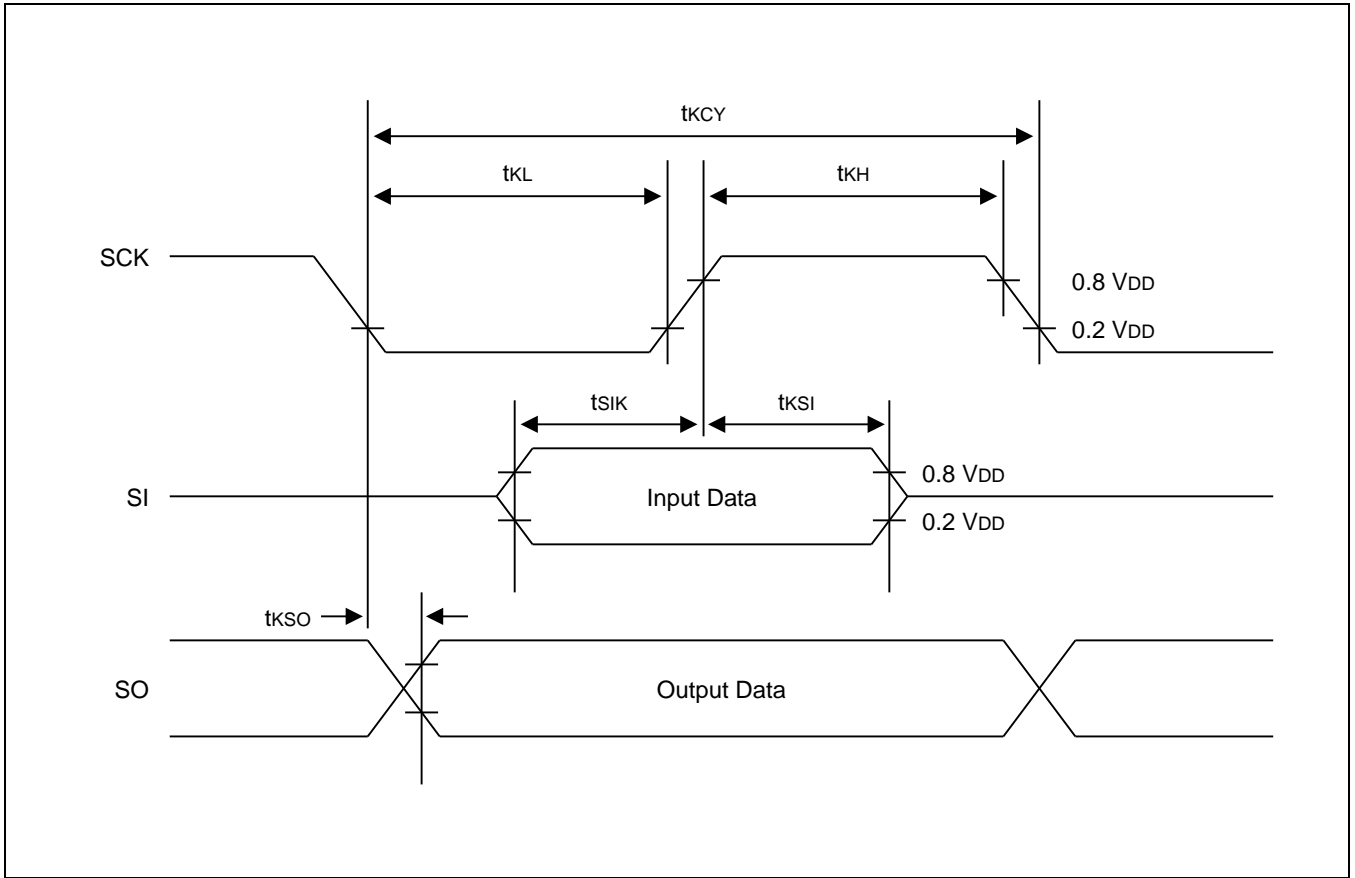 tKCY
tKL
tKH
SCK
0.8 VDD
0.2 VDD
tSIK
tKSI
0.8 VDD
SI
Input Data
0.2 VDD
tKSO
SO
Output Data